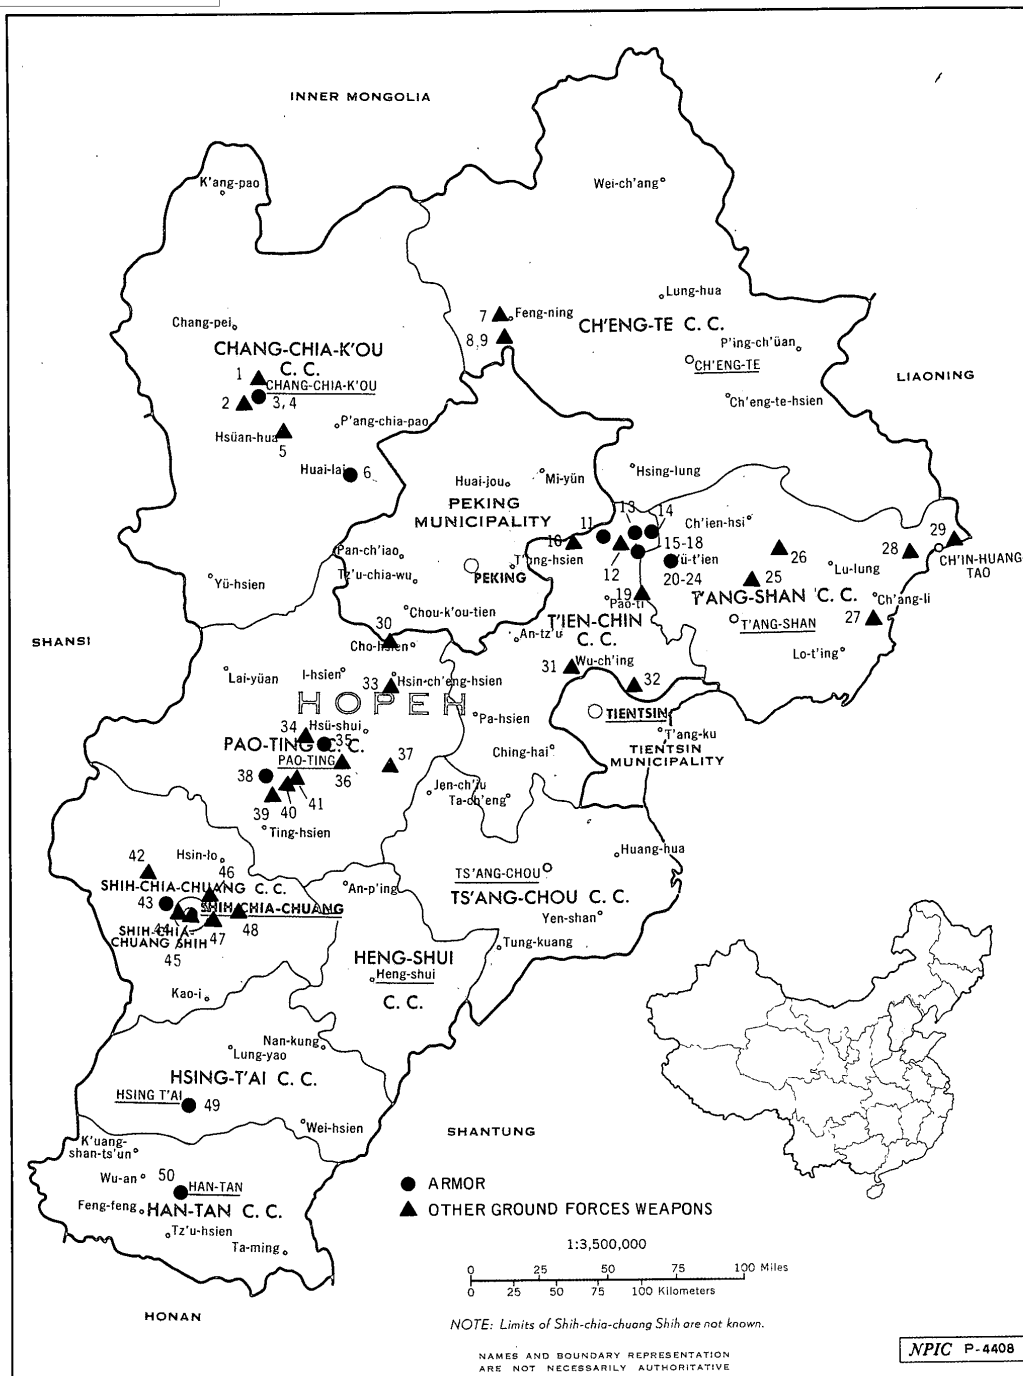 INNER MONGOLIA
K'ang-pao
Wei-ch'ang
Lung-hua
7
Feng-ning
8,9
CH'ENG-TE C. C.
Chang-pei
P'ing-ch'üan
CHANG-CHIA-K'OU
C. C.
CH'ENG-TE
1
CHANG-CHIA-K'OU
LIAONING
2
3, 4
Ch'eng-te-hsien
P'ang-chia-pao
Hsüan-hua
5
Huai-lai
6
Hsing-lung
Huai-jou
Mi-yün
PEKING
MUNICIPALITY
13
14
11
Ch'ien-hsi
29
10
15-18
26
28
Pan-ch'iao
T'ong-hsien
12
Yü-t'ien
CH'IN-HUANG-
TAO
Tz'u-chia-wu
PEKING
20-24
25
Lu-lung
Yü-hsien
19
Pao-ti
T'ANG-SHAN C. C.
Ch'ang-li
Chou-k'ou-tien
T'IEN-CHIN
C. C.
T'ANG-SHAN
27
30
An-tz'u
SHANSI
Cho-hsien
Lo-t'ing
31
Wu-ch'ing
Lai-yüan
I-hsien
33
Hsin-ch'eng-hsien
32
HOPEH
Pa-hsien
TIENTSIN
34
Hsü-shui
35
T'ang-ku
PAO-TING C. C.
Ching-hai
TIENTSIN
MUNICIPALITY
PAO-TING
37
38
36
41
Jen-ch'iu
39
40
Ta-ch'eng
Ting-hsien
42
Hsin-lo
46
Huang-hua
TS'ANG-CHOU
SHIH-CHIA-CHUANG C. C.
An-p'ing
TS'ANG-CHOU C. C.
43
SHIH-CHIA-CHUANG
Yen-shan
44
SHIH-CHIA-
CHUANG SHIH
47
48
45
Tung-kuang
HENG-SHUI
Heng-shui
C. C.
Kao-i
Nan-kung
Lung-yao
HSING-T'AI C. C.
HSING T'AI
49
Wei-hsien
SHANTUNG
K'uang-
shan-ts'un
Wu-an
50
HAN-TAN
Feng-feng
HAN-TAN C. C.
Tz'u-hsien
Ta-ming
HONAN
ARMOR
OTHER GROUND FORCES WEAPONS
1:3,500,000
0 25 50 75 100 Miles
0 25 50 75 100 Kilometers
NOTE: Limits of Shih-chia-chuang Shih are not known.
NAMES AND BOUNDARY REPRESENTATION
ARE NOT NECESSARILY AUTHORITATIVE
NPIC P-4408